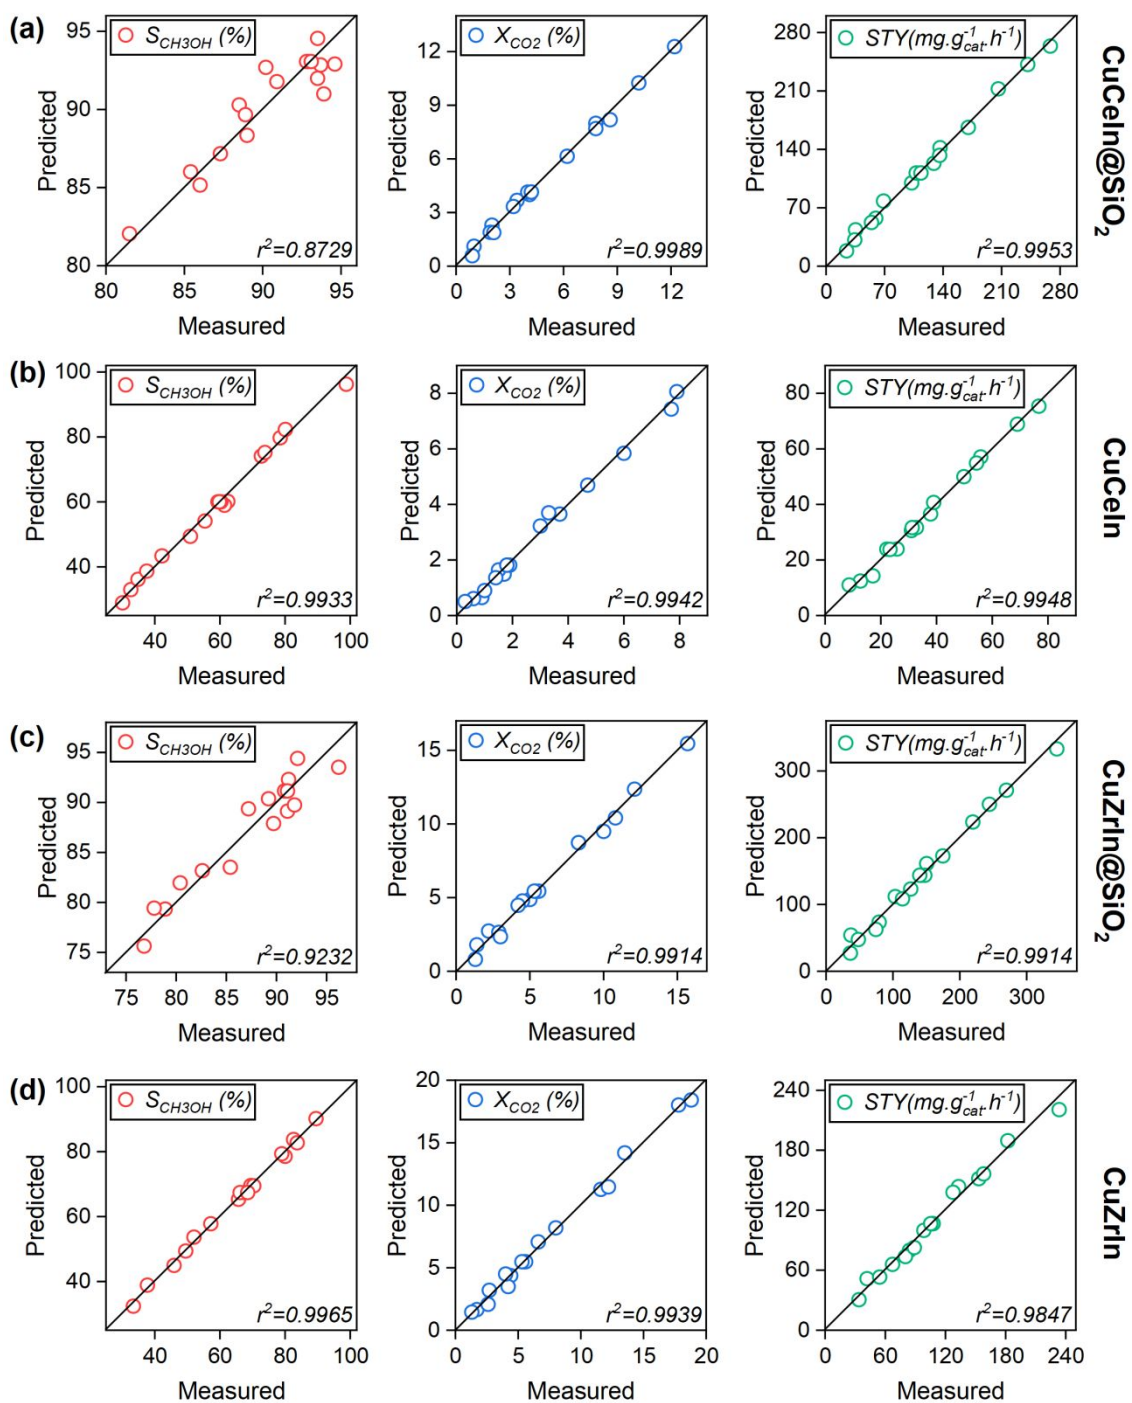 (a)
S_CH3OH (%)
95
90
85
80
80 85 90 95
Predicted
Measured
r²=0.8729
X_CO2 (%)
12
9
6
3
0
0 3 6 9 12
Predicted
Measured
r²=0.9989
STY(mg.g⁻¹_cat.h⁻¹)
280
210
140
70
0
0 70 140 210 280
Predicted
Measured
r²=0.9953
CuCeIn@SiO₂
(b)
S_CH3OH (%)
100
80
60
40
40 60 80 100
Predicted
Measured
r²=0.9933
X_CO2 (%)
8
6
4
2
0
0 2 4 6 8
Predicted
Measured
r²=0.9942
STY(mg.g⁻¹_cat.h⁻¹)
80
60
40
20
0
0 20 40 60 80
Predicted
Measured
r²=0.9948
CuCeIn
(c)
S_CH3OH (%)
95
90
85
80
75
75 80 85 90 95
Predicted
Measured
r²=0.9232
X_CO2 (%)
15
10
5
0
0 5 10 15
Predicted
Measured
r²=0.9914
STY(mg.g⁻¹_cat.h⁻¹)
300
200
100
0
0 100 200 300
Predicted
Measured
r²=0.9914
CuZrIn@SiO₂
(d)
S_CH3OH (%)
100
80
60
40
40 60 80 100
Predicted
Measured
r²=0.9965
X_CO2 (%)
20
15
10
5
0
0 5 10 15 20
Predicted
Measured
r²=0.9939
STY(mg.g⁻¹_cat.h⁻¹)
240
180
120
60
0
0 60 120 180 240
Predicted
Measured
r²=0.9847
CuZrIn